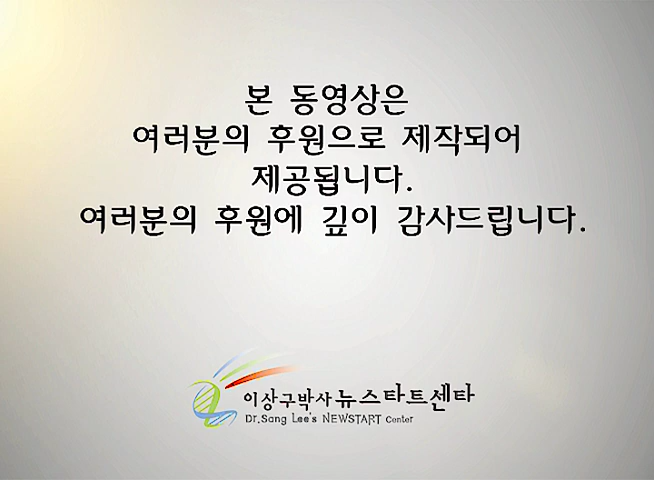 본 동영상은
여러분의 후원으로 제작되어
제공됩니다.
여러분의 후원에 깊이 감사드립니다.
이상구박사 뉴스타트센타
Dr.Sang Lee's NEWSTART Center